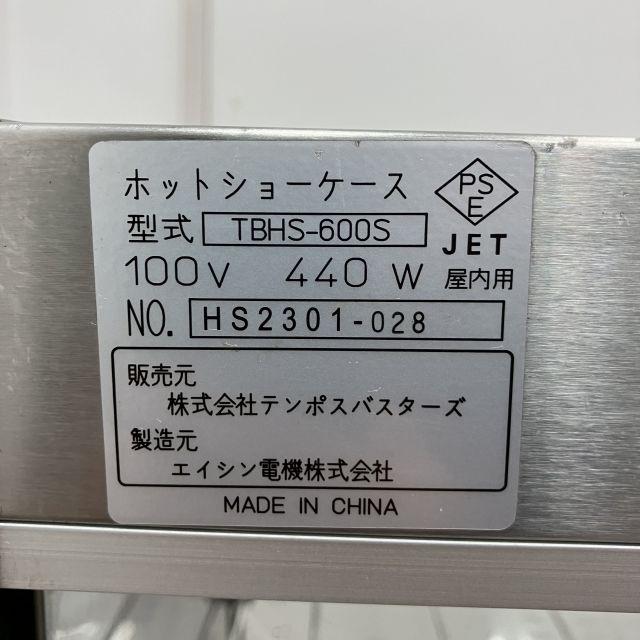 ホットショーケース
PS
E
型式 TBHS-600S
JET
100V 440W 屋内用
NO. HS2301-028
販売元
株式会社テンポスバスターズ
製造元
エイシン電機株式会社
MADE IN CHINA